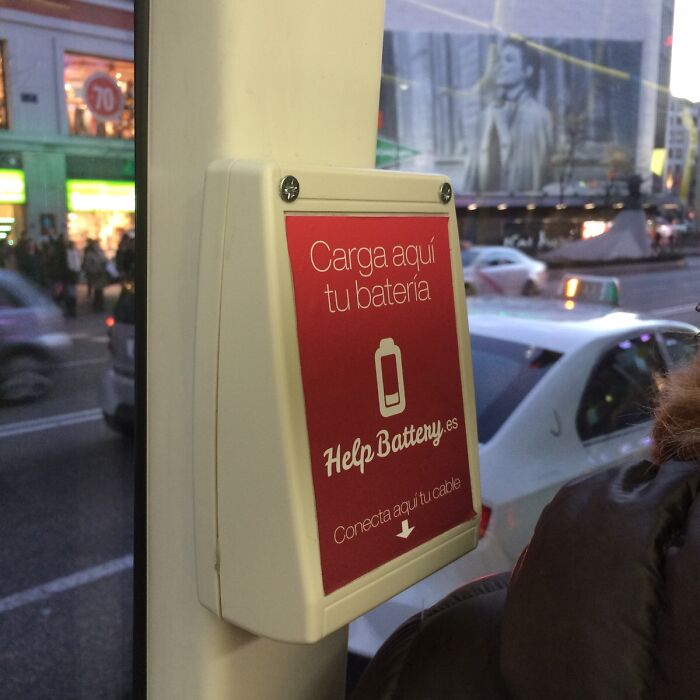 70
Carga aquí
tu batería
Help Battery.es
Conecta aquí tu cable